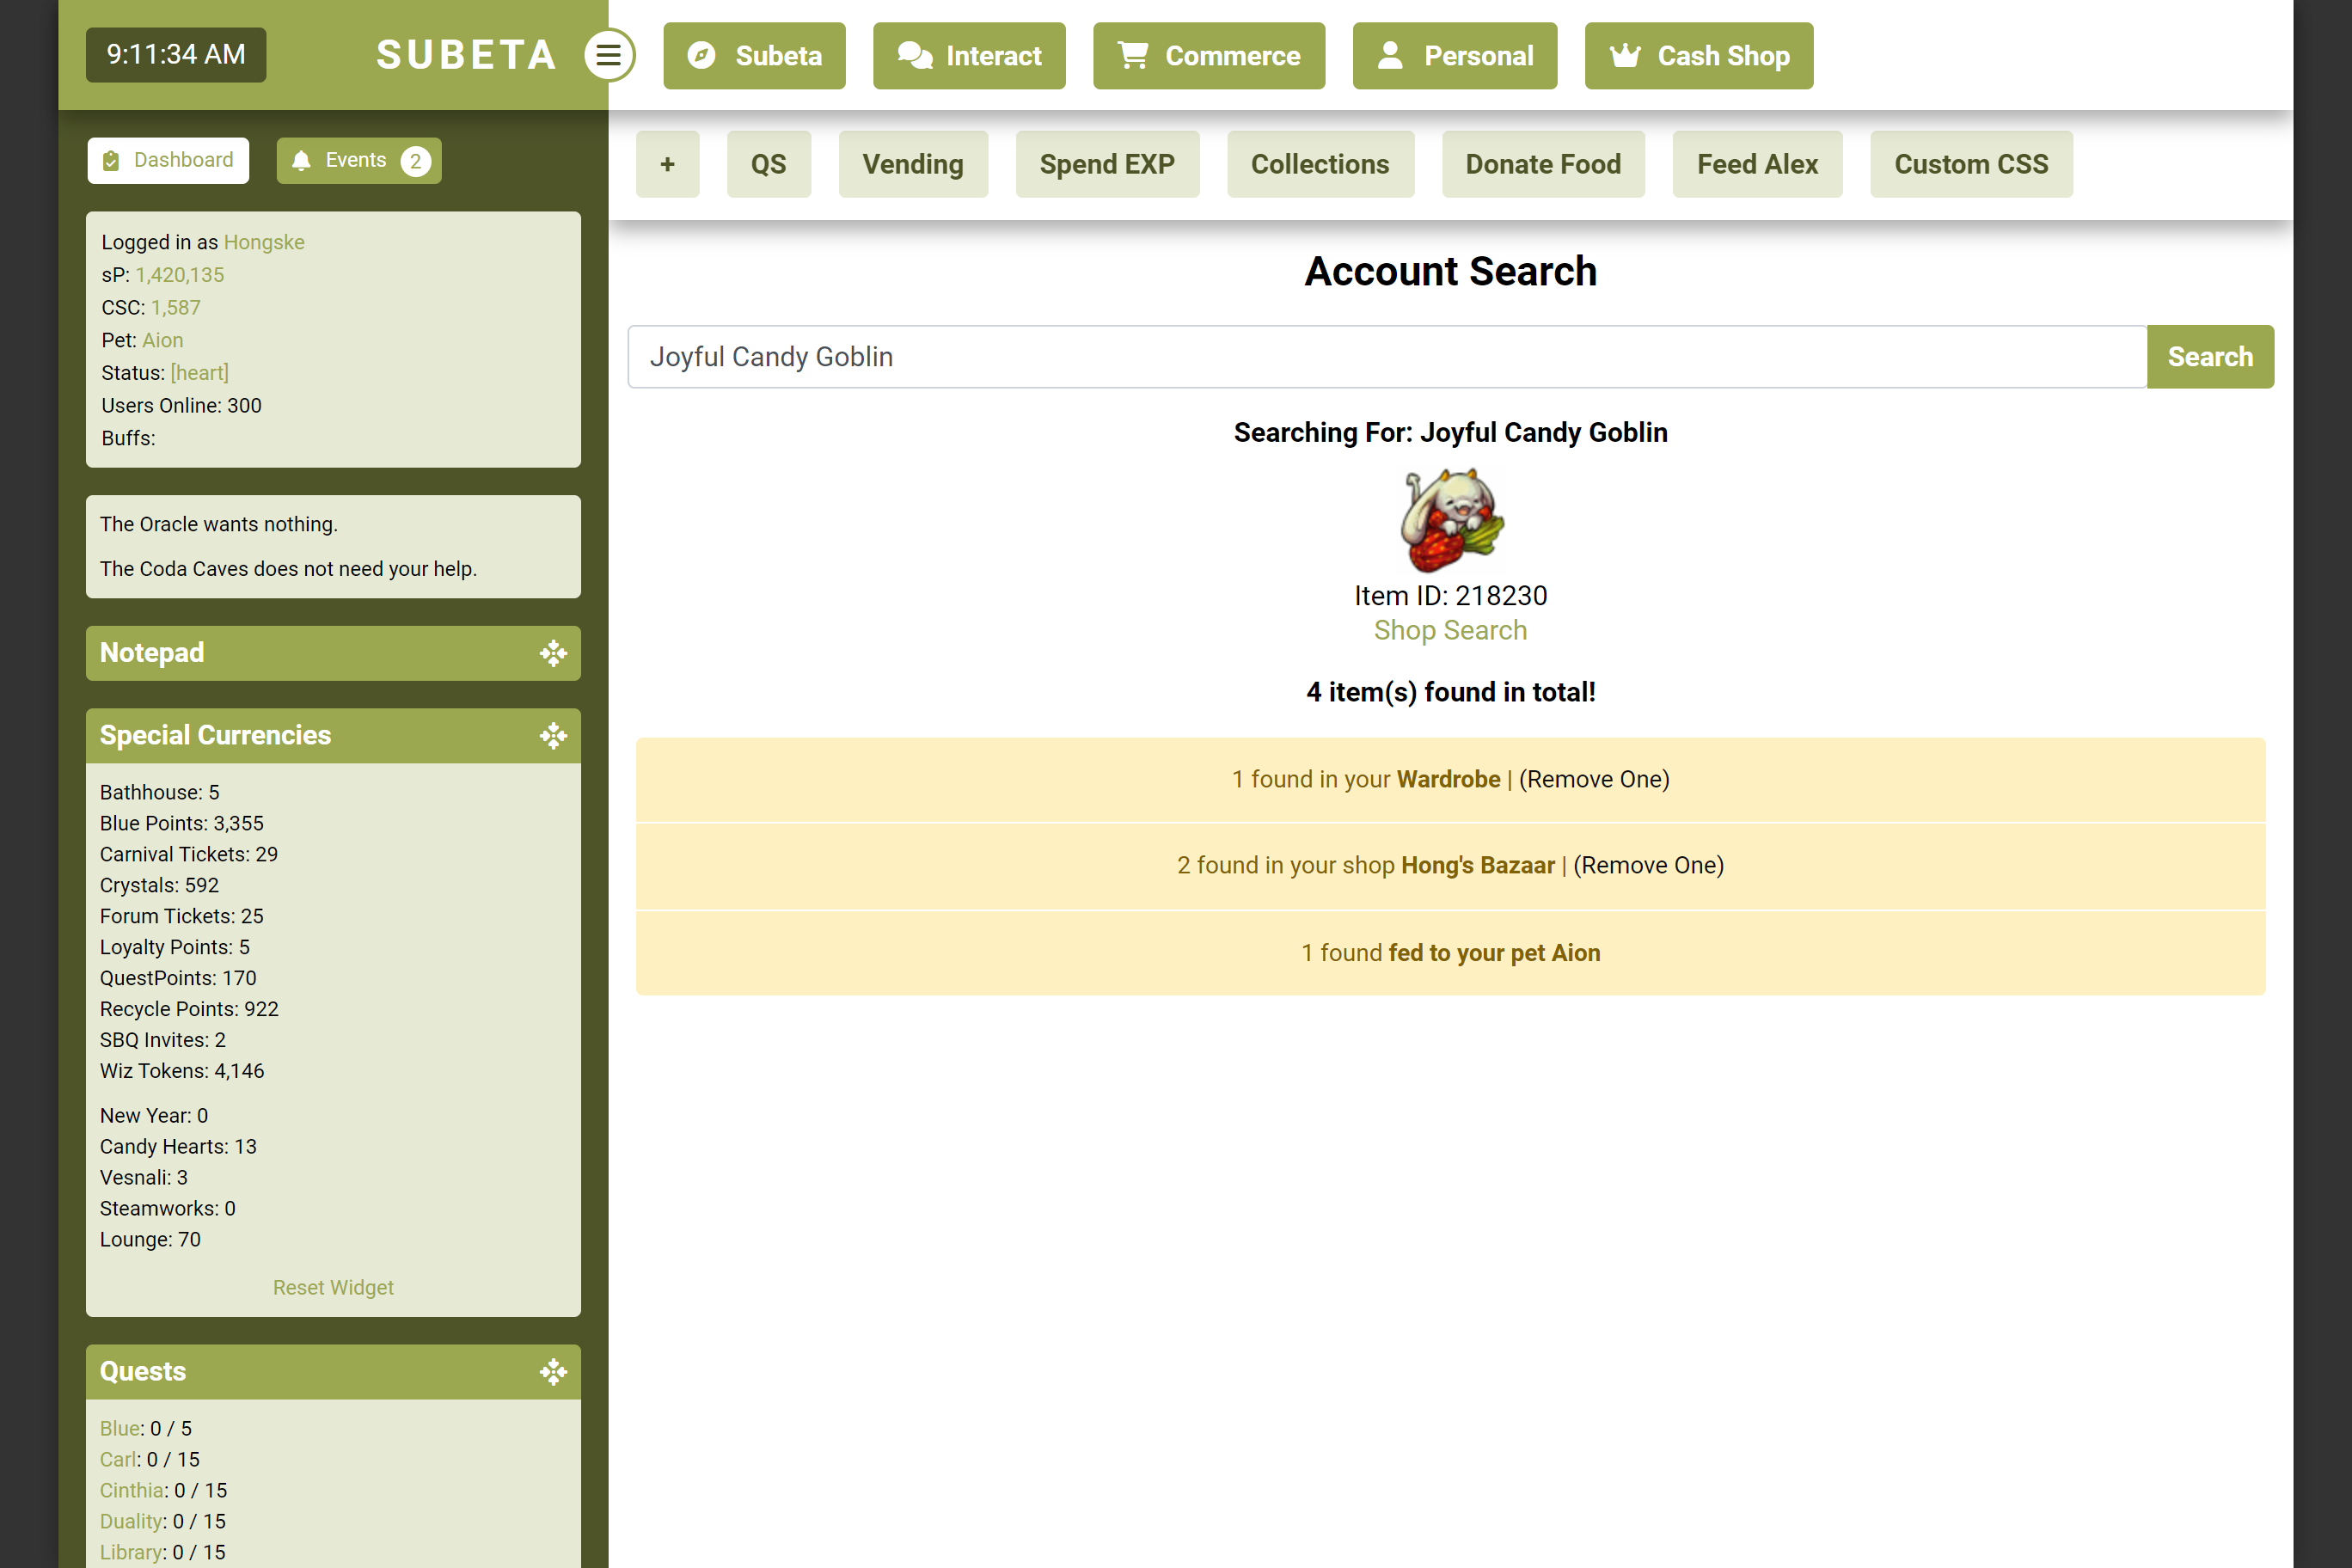 9:11:34 AM
SUBETA
Subeta
Interact
Commerce
Personal
Cash Shop
Dashboard
Events 2
+
QS
Vending
Spend EXP
Collections
Donate Food
Feed Alex
Custom CSS
Logged in as Hongske
sP: 1,420,135
CSC: 1,587
Pet: Aion
Status: [heart]
Users Online: 300
Buffs:
The Oracle wants nothing.
The Coda Caves does not need your help.
Notepad
Special Currencies
Bathhouse: 5
Blue Points: 3,355
Carnival Tickets: 29
Crystals: 592
Forum Tickets: 25
Loyalty Points: 5
QuestPoints: 170
Recycle Points: 922
SBQ Invites: 2
Wiz Tokens: 4,146
New Year: 0
Candy Hearts: 13
Vesnali: 3
Steamworks: 0
Lounge: 70
Reset Widget
Quests
Blue: 0 / 5
Carl: 0 / 15
Cinthia: 0 / 15
Duality: 0 / 15
Library: 0 / 15
Account Search
Joyful Candy Goblin
Search
Searching For: Joyful Candy Goblin
Item ID: 218230
Shop Search
4 item(s) found in total!
1 found in your Wardrobe | (Remove One)
2 found in your shop Hong's Bazaar | (Remove One)
1 found fed to your pet Aion